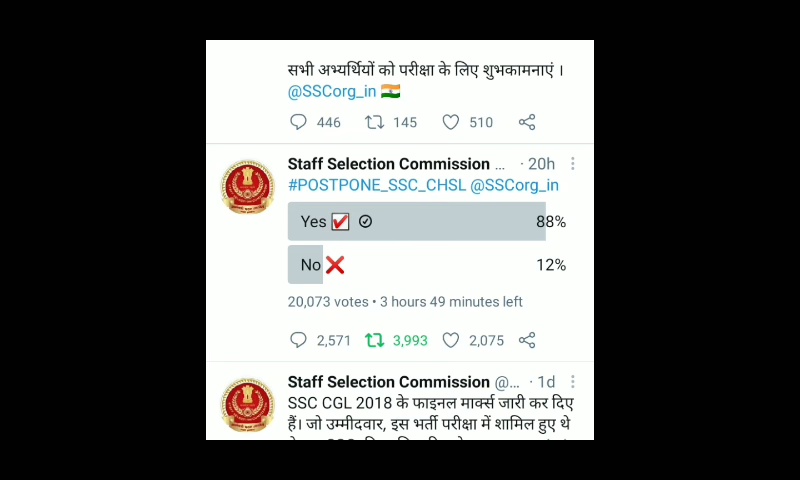 सभी अभ्यर्थियों को परीक्षा के लिए शुभकामनाएं ।
@SSCorg_in 🇮🇳
446 145 510
Staff Selection Commission ... · 20h
#POSTPONE_SSC_CHSL @SSCorg_in
Yes ☑ 88%
No ❌ 12%
20,073 votes • 3 hours 49 minutes left
2,571 3,993 2,075
Staff Selection Commission @... · 1d
SSC CGL 2018 के फाइनल मार्क्स जारी कर दिए
हैं। जो उम्मीदवार, इस भर्ती परीक्षा में शामिल हुए थे